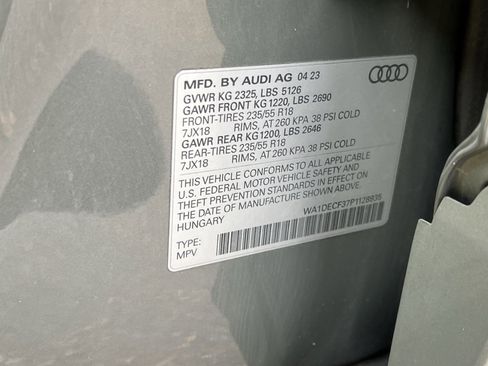 MFD. BY AUDI AG 04 23
GVWR KG 2325, LBS 5126
GAWR FRONT KG 1220, LBS 2690
FRONT-TIRES 235/55 R18
7JX18 RIMS, AT 260 KPA 38 PSI COLD
GAWR REAR KG1200, LBS 2646
REAR-TIRES 235/55 R18
7JX18 RIMS, AT 260 KPA 38 PSI COLD
THIS VEHICLE CONFORMS TO ALL APPLICABLE
U.S. FEDERAL MOTOR VEHICLE SAFETY AND
THEFT PREVENTION STANDARDS IN EFFECT ON
THE DATE OF MANUFACTURE SHOWN ABOVE
HUNGARY
WA1DECF37P1128935
TYPE:
MPV